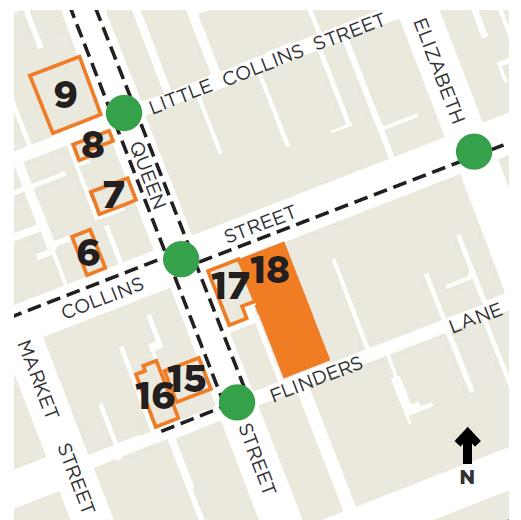 LITTLE COLLINS STREET
ELIZABETH
9
8
QUEEN
7
6
STREET
COLLINS
17
18
MARKET
STREET
16
15
FLINDERS
LANE
STREET
N